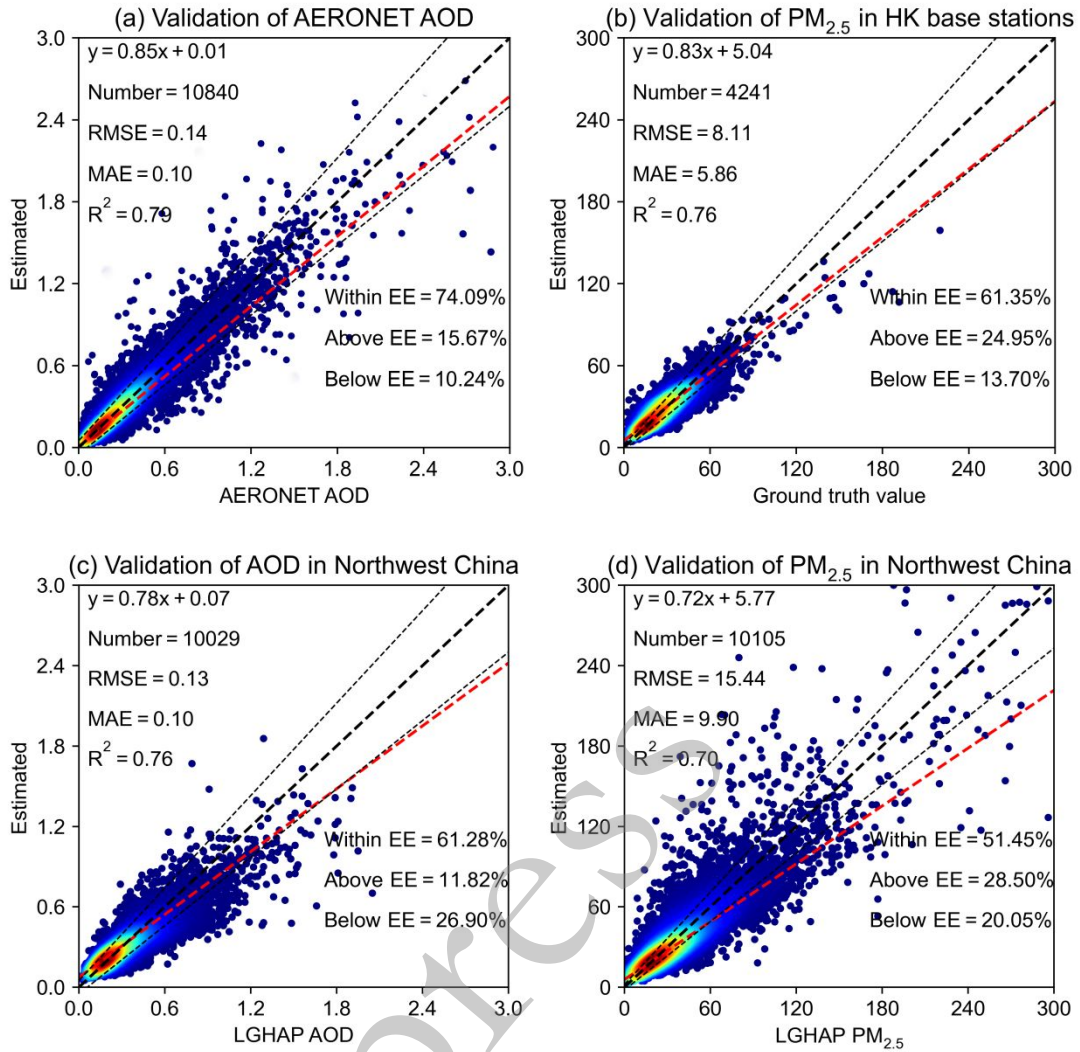 (a) Validation of AERONET AOD
3.0
y = 0.85x + 0.01
Number = 10840
2.4
RMSE = 0.14
MAE = 0.10
1.8
R² = 0.79
Estimated
1.2
Within EE = 74.09%
Above EE = 15.67%
0.6
Below EE = 10.24%
0.0
0.0 0.6 1.2 1.8 2.4 3.0
AERONET AOD
(b) Validation of PM₂.₅ in HK base stations
300
y = 0.83x + 5.04
Number = 4241
240
RMSE = 8.11
MAE = 5.86
180
R² = 0.76
Estimated
120
Within EE = 61.35%
Above EE = 24.95%
60
Below EE = 13.70%
0
0 60 120 180 240 300
Ground truth value
(c) Validation of AOD in Northwest China
3.0
y = 0.78x + 0.07
Number = 10029
2.4
RMSE = 0.13
MAE = 0.10
1.8
R² = 0.76
Estimated
1.2
Within EE = 61.28%
Above EE = 11.82%
0.6
Below EE = 26.90%
0.0
0.0 0.6 1.2 1.8 2.4 3.0
LGHAP AOD
(d) Validation of PM₂.₅ in Northwest China
300
y = 0.72x + 5.77
Number = 10105
240
RMSE = 15.44
MAE = 9.90
180
R² = 0.70
Estimated
120
Within EE = 51.45%
Above EE = 28.50%
60
Below EE = 20.05%
0
0 60 120 180 240 300
LGHAP PM₂.₅
press